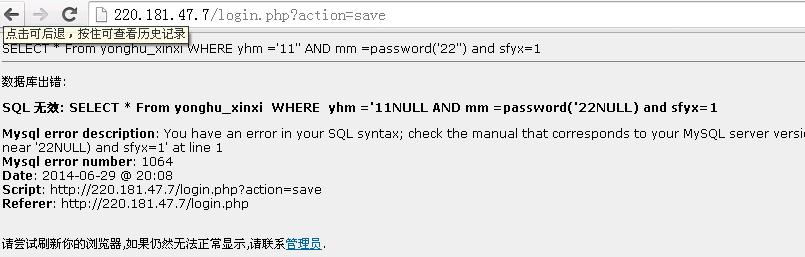 220.181.47.7/login.php?action=save
点击可后退，按住可查看历史记录
SELECT * From yonghu_xinxi WHERE yhm ='11'' AND mm =password('22'') and sfyx=1
数据库出错:
SQL 无效: SELECT * From yonghu_xinxi WHERE yhm ='11NULL AND mm =password('22NULL) and sfyx=1
Mysql error description: You have an error in your SQL syntax; check the manual that corresponds to your MySQL server versi
near '22NULL) and sfyx=1' at line 1
Mysql error number: 1064
Date: 2014-06-29 @ 20:08
Script: http://220.181.47.7/login.php?action=save
Referer: http://220.181.47.7/login.php
请尝试刷新你的浏览器,如果仍然无法正常显示,请联系管理员.